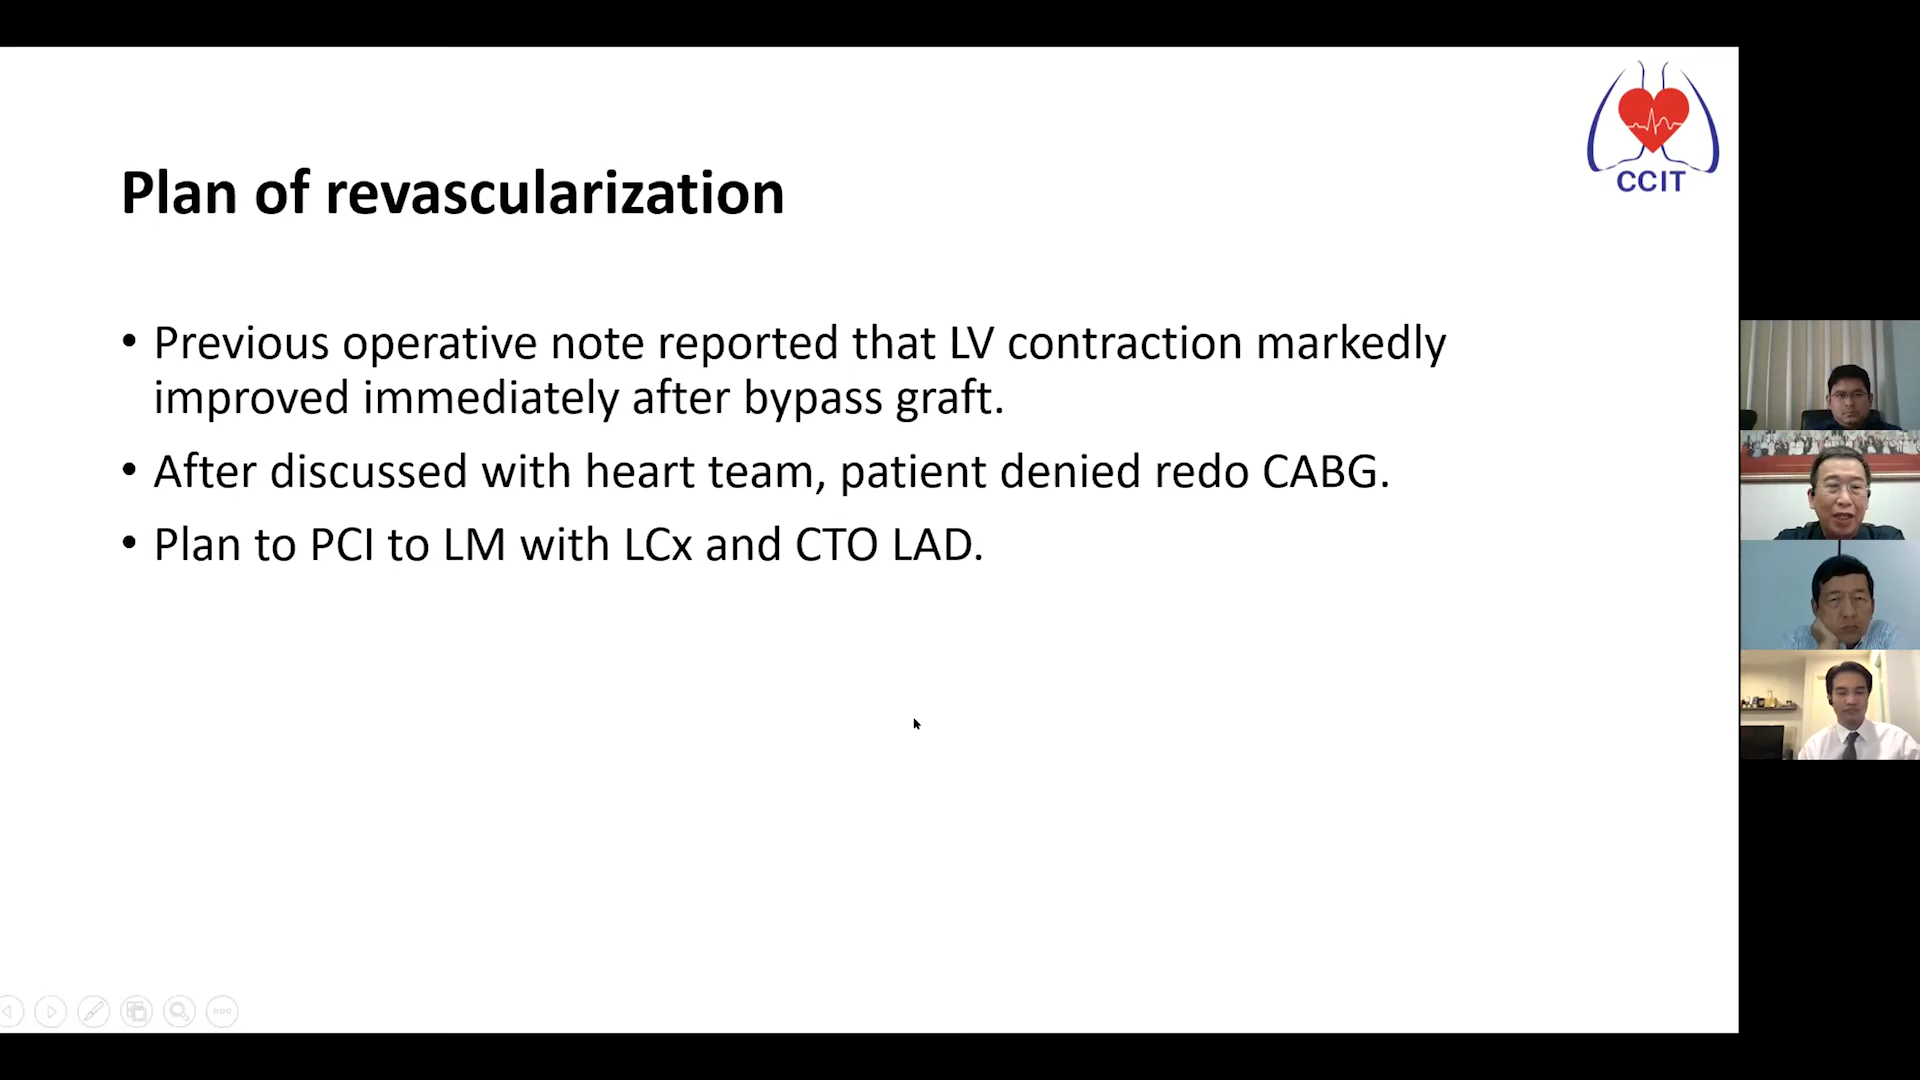 CCIT
Plan of revascularization
• Previous operative note reported that LV contraction markedly
improved immediately after bypass graft.
• After discussed with heart team, patient denied redo CABG.
• Plan to PCI to LM with LCx and CTO LAD.